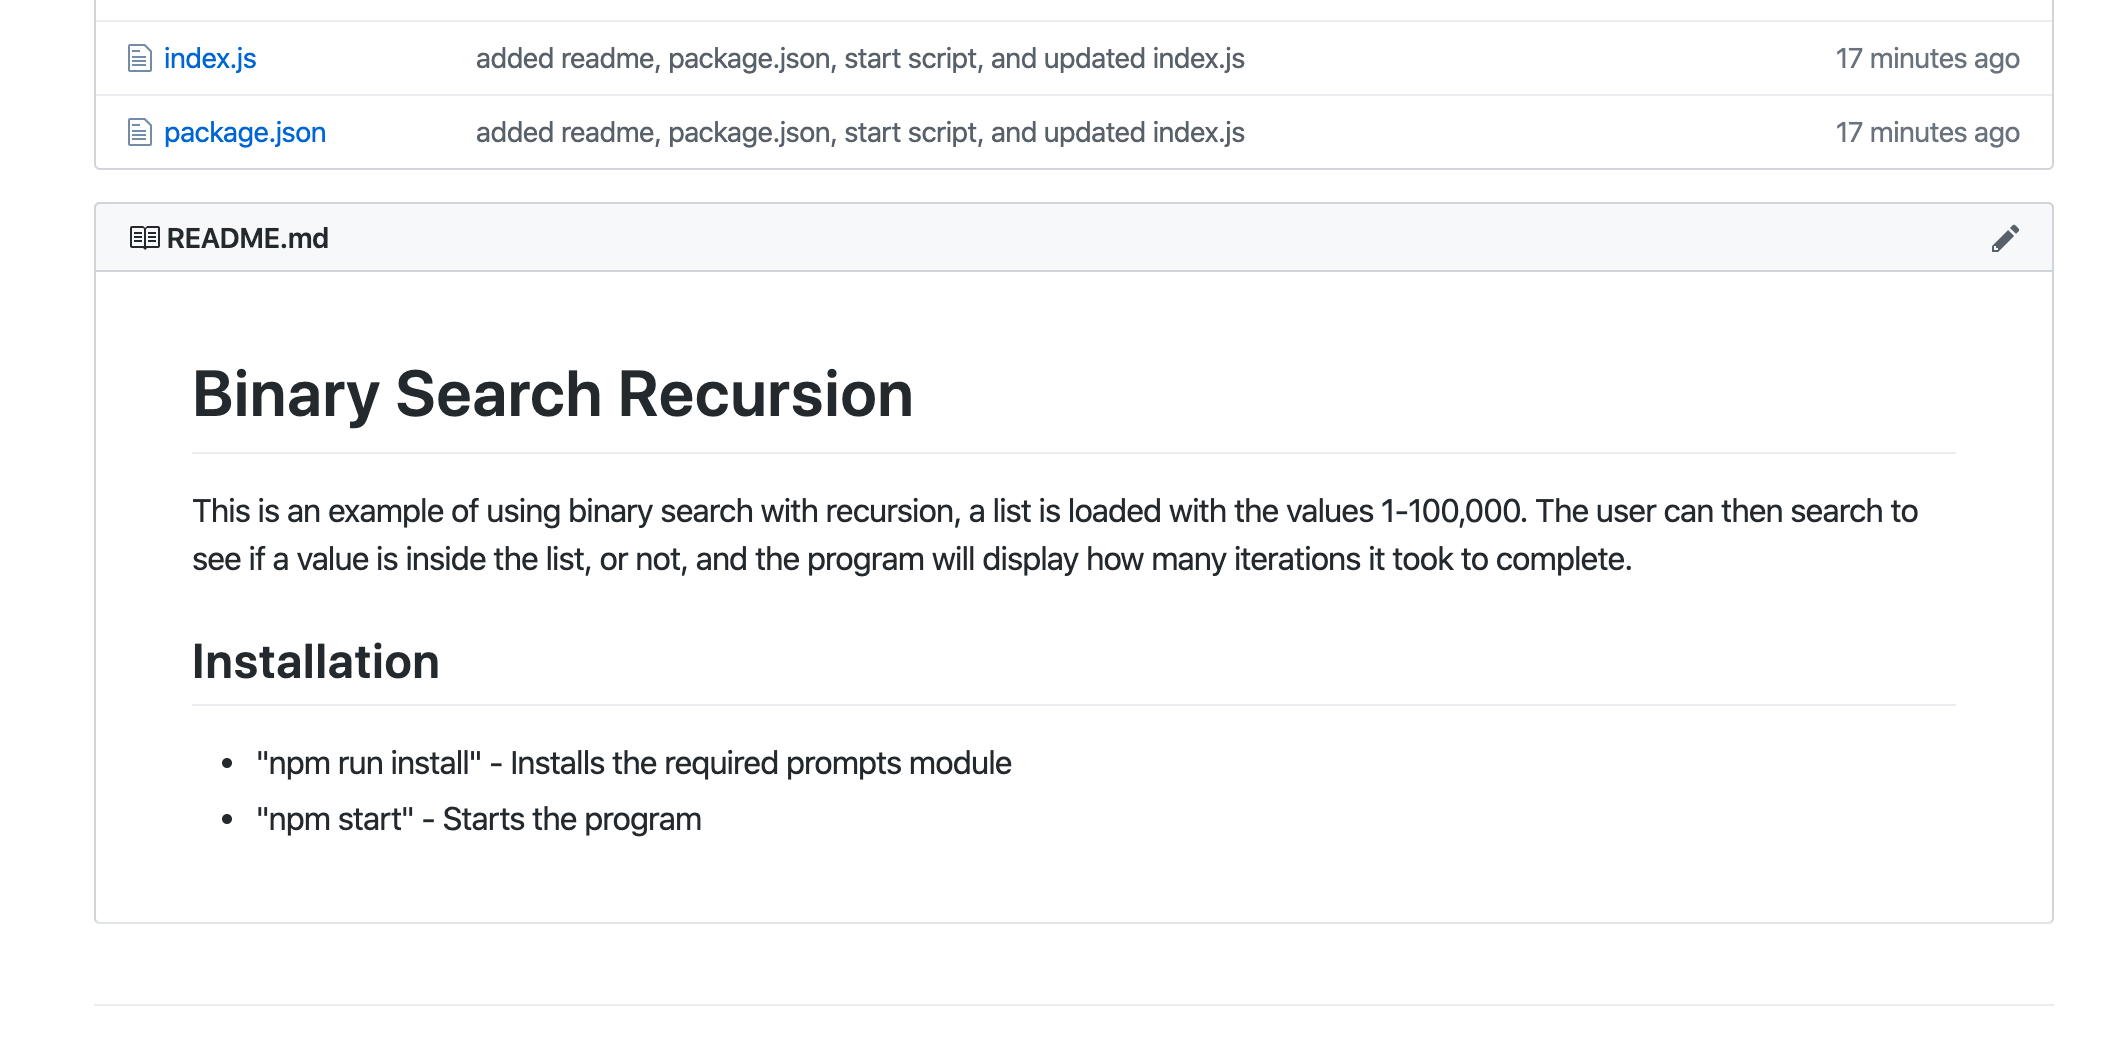 index.js added readme, package.json, start script, and updated index.js 17 minutes ago
package.json added readme, package.json, start script, and updated index.js 17 minutes ago
README.md
Binary Search Recursion
This is an example of using binary search with recursion, a list is loaded with the values 1-100,000. The user can then search to
see if a value is inside the list, or not, and the program will display how many iterations it took to complete.
Installation
• "npm run install" - Installs the required prompts module
• "npm start" - Starts the program